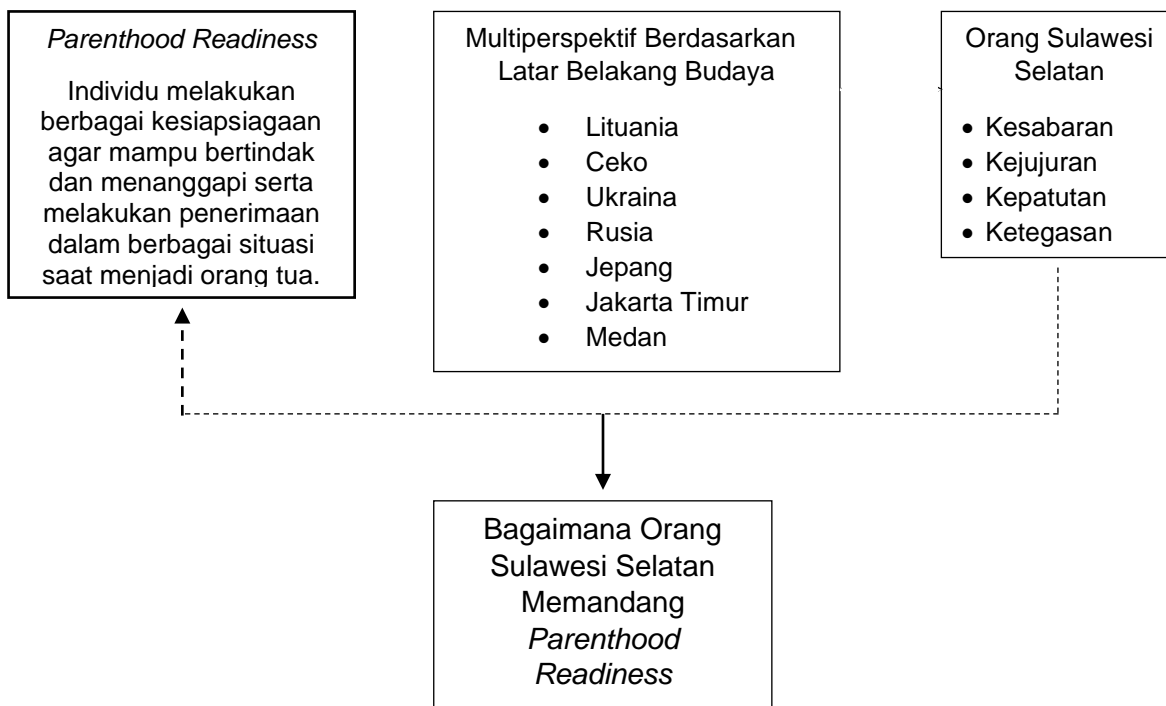 Parenthood Readiness
Individu melakukan
berbagai kesiapsiagaan
agar mampu bertindak
dan menanggapi serta
melakukan penerimaan
dalam berbagai situasi
saat menjadi orang tua.
Multiperspektif Berdasarkan
Latar Belakang Budaya
• Lituania
• Ceko
• Ukraina
• Rusia
• Jepang
• Jakarta Timur
• Medan
Orang Sulawesi
Selatan
• Kesabaran
• Kejujuran
• Kepatutan
• Ketegasan
Bagaimana Orang
Sulawesi Selatan
Memandang
Parenthood
Readiness